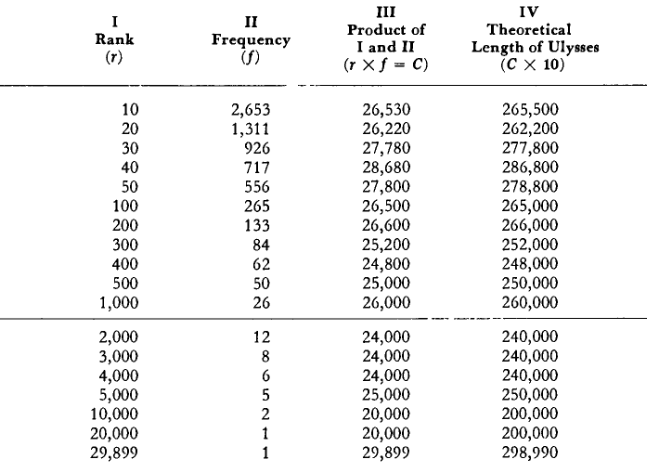 I II III IV
Rank Frequency Product of Theoretical
(r) (f) I and II Length of Ulysses
(r × f = C) (C × 10)
10 2,653 26,530 265,500
20 1,311 26,220 262,200
30 926 27,780 277,800
40 717 28,680 286,800
50 556 27,800 278,800
100 265 26,500 265,000
200 133 26,600 266,000
300 84 25,200 252,000
400 62 24,800 248,000
500 50 25,000 250,000
1,000 26 26,000 260,000
2,000 12 24,000 240,000
3,000 8 24,000 240,000
4,000 6 24,000 240,000
5,000 5 25,000 250,000
10,000 2 20,000 200,000
20,000 1 20,000 200,000
29,899 1 29,899 298,990